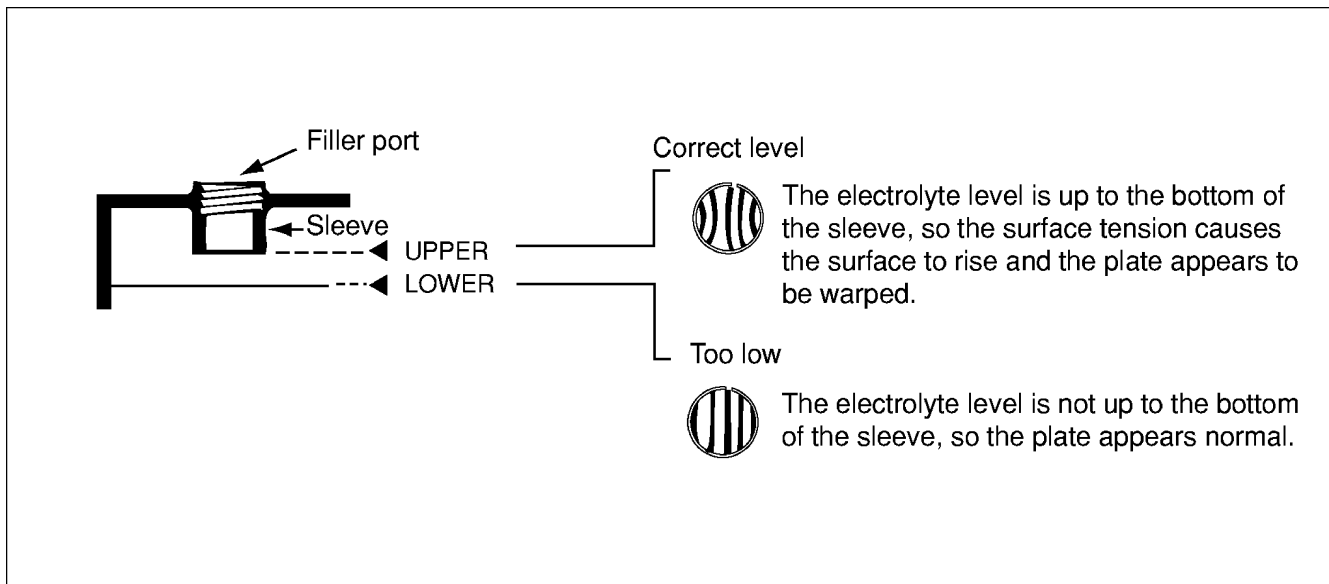 Filler port
Sleeve
UPPER
LOWER
Correct level
The electrolyte level is up to the bottom of
the sleeve, so the surface tension causes
the surface to rise and the plate appears to
be warped.
Too low
The electrolyte level is not up to the bottom
of the sleeve, so the plate appears normal.